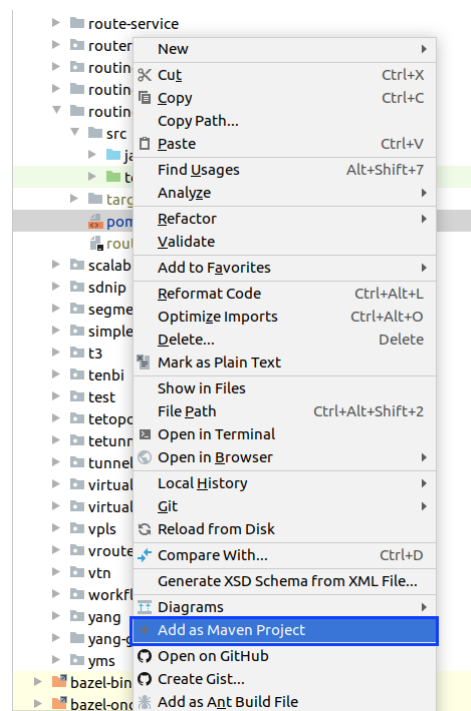 route-service
router
routin
New
routin
Cut Ctrl+X
routin
Copy Ctrl+C
Copy Path...
src
Paste Ctrl+V
ja
Find Usages Alt+Shift+7
te
Analyze
targ
Refactor
pon
Validate
rout
Add to Favorites
scalab
Reformat Code Ctrl+Alt+L
sdnip
Optimize Imports Ctrl+Alt+O
segme
Delete... Delete
simple
Mark as Plain Text
t3
tenbi
Show in Files
test
File Path Ctrl+Alt+Shift+2
tetopo
Open in Terminal
tetunn
Open in Browser
tunnel
Local History
virtual
Git
virtual
Reload from Disk
vpls
Compare With... Ctrl+D
vroute
Generate XSD Schema from XML File...
vtn
workfl
Diagrams
yang
Add as Maven Project
yang-g
Open on GitHub
yms
Create Gist...
bazel-bin
Add as Ant Build File
bazel-ono